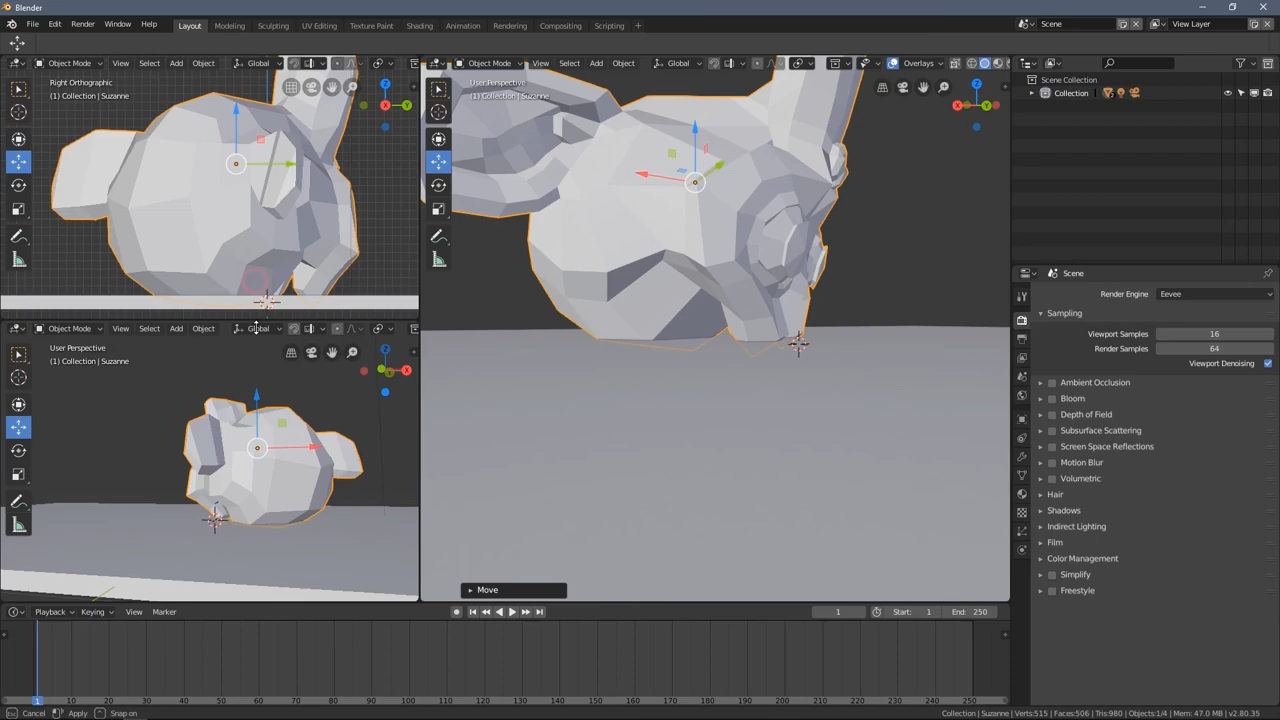 Blender
File Edit Render Window Help Layout Modeling Sculpting UV Editing Texture Paint Shading Animation Rendering Compositing Scripting + Scene View Layer
Object Mode View Select Add Object Global
Right Orthographic
(1) Collection | Suzanne
Object Mode View Select Add Object Global Overlays
User Perspective
(1) Collection | Suzanne
Scene Collection
Collection
Scene
Render Engine Eevee
Sampling
Viewport Samples 16
Render Samples 64
Viewport Denoising
Ambient Occlusion
Bloom
Depth of Field
Subsurface Scattering
Screen Space Reflections
Motion Blur
Volumetric
Hair
Shadows
Indirect Lighting
Film
Color Management
Simplify
Freestyle
Object Mode View Select Add Object Global
User Perspective
(1) Collection | Suzanne
Move
Playback Keying View Marker 1 Start: 1 End: 250
1 10 20 30 40 50 60 70 80 90 100 110 120 130 140 150 160 170 180 190 200 210 220 230 240 250
Cancel Apply Snap on Collection | Suzanne | Verts:515 | Faces:506 | Tris:980 | Objects:1/4 | Mem: 47.0 MB | v2.80.35